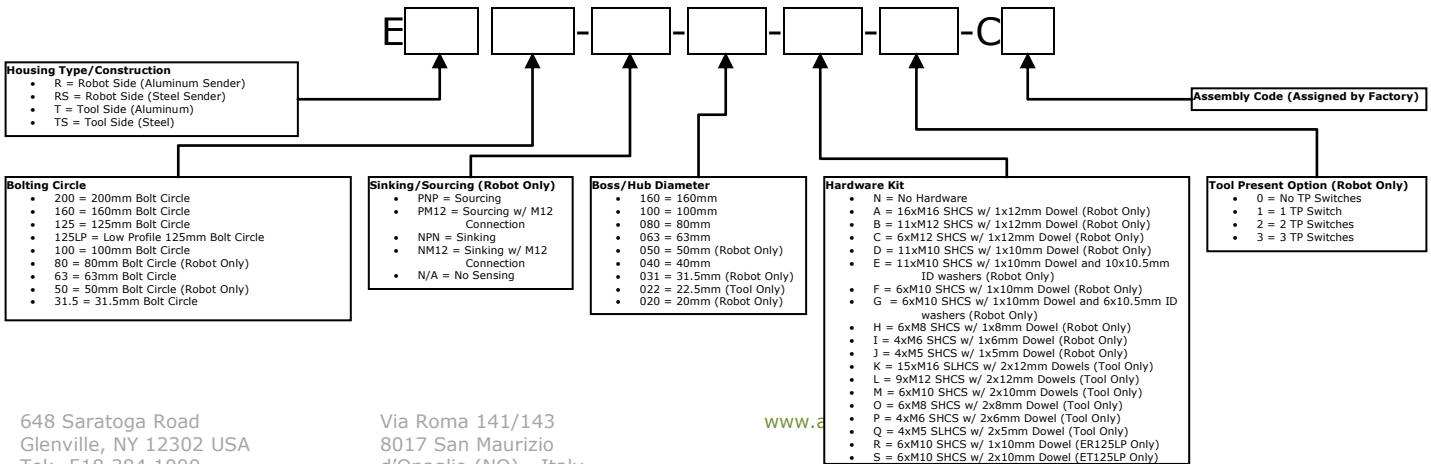 E - - - - -C
Housing Type/Construction
• R = Robot Side (Aluminum Sender)
• RS = Robot Side (Steel Sender)
• T = Tool Side (Aluminum)
• TS = Tool Side (Steel)
Assembly Code (Assigned by Factory)
Bolting Circle
• 200 = 200mm Bolt Circle
• 160 = 160mm Bolt Circle
• 125 = 125mm Bolt Circle
• 125LP = Low Profile 125mm Bolt Circle
• 100 = 100mm Bolt Circle
• 80 = 80mm Bolt Circle (Robot Only)
• 63 = 63mm Bolt Circle
• 50 = 50mm Bolt Circle (Robot Only)
• 31.5 = 31.5mm Bolt Circle
Sinking/Sourcing (Robot Only)
• PNP = Sourcing
• PM12 = Sourcing w/ M12
Connection
• NPN = Sinking
• NM12 = Sinking w/ M12
Connection
• N/A = No Sensing
Boss/Hub Diameter
• 160 = 160mm
• 100 = 100mm
• 080 = 80mm
• 063 = 63mm
• 050 = 50mm (Robot Only)
• 040 = 40mm
• 031 = 31.5mm (Robot Only)
• 022 = 22.5mm (Tool Only)
• 020 = 20mm (Robot Only)
Hardware Kit
• N = No Hardware
• A = 16xM16 SHCS w/ 1x12mm Dowel (Robot Only)
• B = 11xM12 SHCS w/ 1x12mm Dowel (Robot Only)
• C = 6xM12 SHCS w/ 1x12mm Dowel (Robot Only)
• D = 11xM10 SHCS w/ 1x10mm Dowel (Robot Only)
• E = 11xM10 SHCS w/ 1x10mm Dowel and 10x10.5mm
ID washers (Robot Only)
• F = 6xM10 SHCS w/ 1x10mm Dowel (Robot Only)
• G = 6xM10 SHCS w/ 1x10mm Dowel and 6x10.5mm ID
washers (Robot Only)
• H = 6xM8 SHCS w/ 1x8mm Dowel (Robot Only)
• I = 4xM6 SHCS w/ 1x6mm Dowel (Robot Only)
• J = 4xM5 SHCS w/ 1x5mm Dowel (Robot Only)
• K = 15xM16 SLHCS w/ 2x12mm Dowels (Tool Only)
• L = 9xM12 SHCS w/ 2x12mm Dowels (Tool Only)
• M = 6xM10 SHCS w/ 2x10mm Dowels (Tool Only)
• O = 6xM8 SHCS w/ 2x8mm Dowel (Tool Only)
• P = 4xM6 SHCS w/ 2x6mm Dowel (Tool Only)
• Q = 4xM5 SLHCS w/ 2x5mm Dowel (Tool Only)
• R = 6xM10 SHCS w/ 1x10mm Dowel (ER125LP Only)
• S = 6xM10 SHCS w/ 2x10mm Dowel (ET125LP Only)
Tool Present Option (Robot Only)
• 0 = No TP Switches
• 1 = 1 TP Switch
• 2 = 2 TP Switches
• 3 = 3 TP Switches
648 Saratoga Road
Glenville, NY 12302 USA
Via Roma 141/143
8017 San Maurizio
www.a